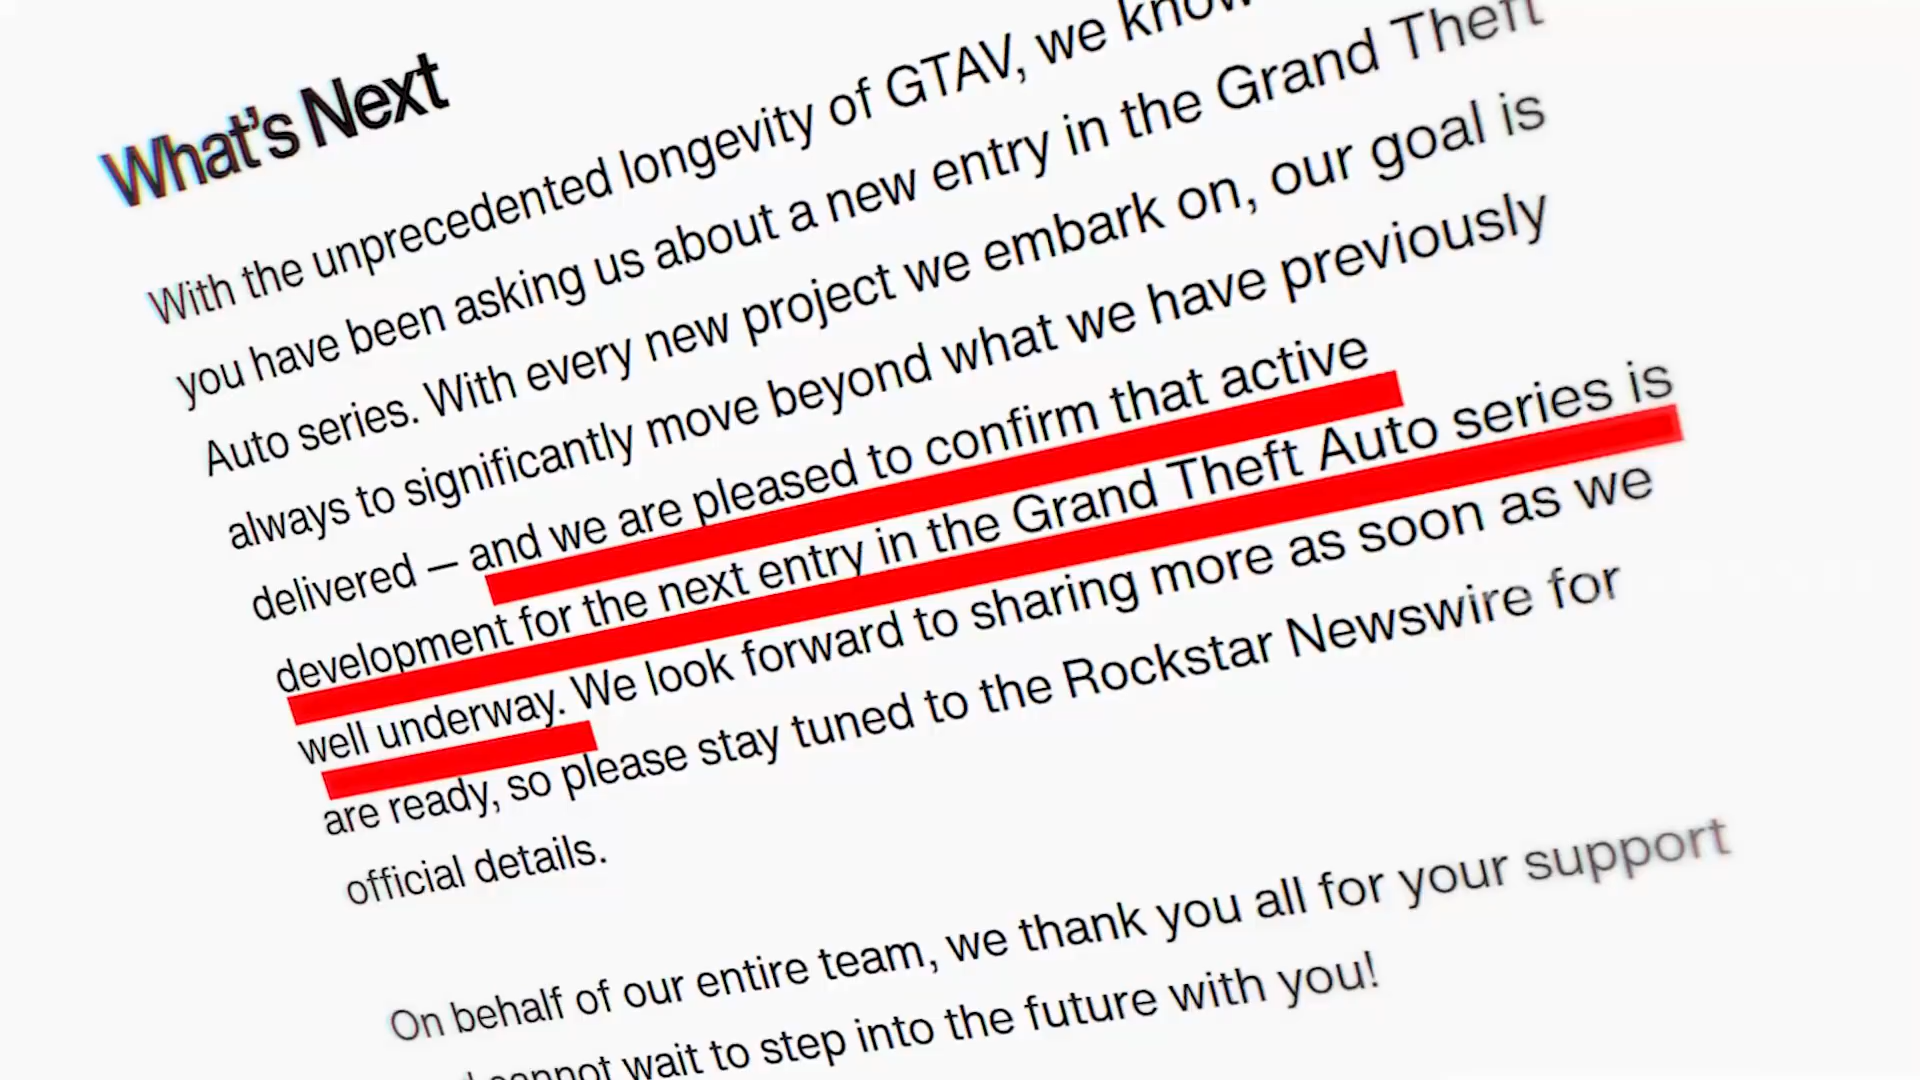 What's Next
With the unprecedented longevity of GTAV, we know
you have been asking us about a new entry in the Grand Theft
Auto series. With every new project we embark on, our goal is
always to significantly move beyond what we have previously
delivered — and we are pleased to confirm that active
development for the next entry in the Grand Theft Auto series is
well underway. We look forward to sharing more as soon as we
are ready, so please stay tuned to the Rockstar Newswire for
official details.
On behalf of our entire team, we thank you all for your support
cannot wait to step into the future with you!